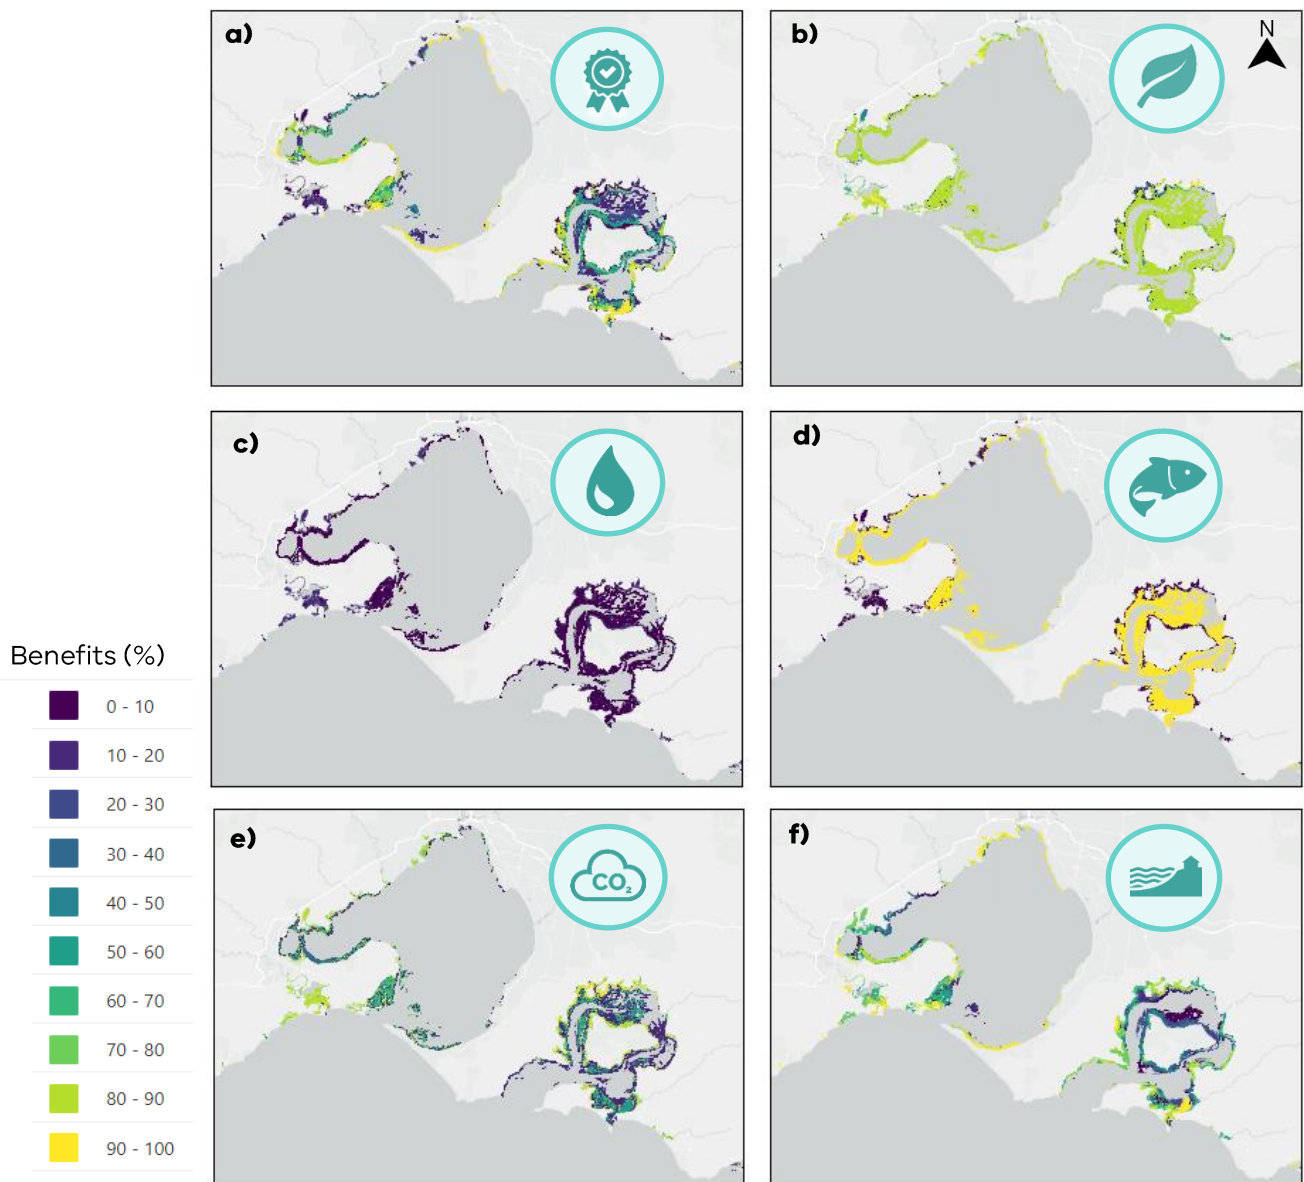 a)
b)
N
c)
d)
Benefits (%)
0 - 10
10 - 20
20 - 30
30 - 40
40 - 50
50 - 60
60 - 70
70 - 80
80 - 90
90 - 100
e)
CO₂
f)